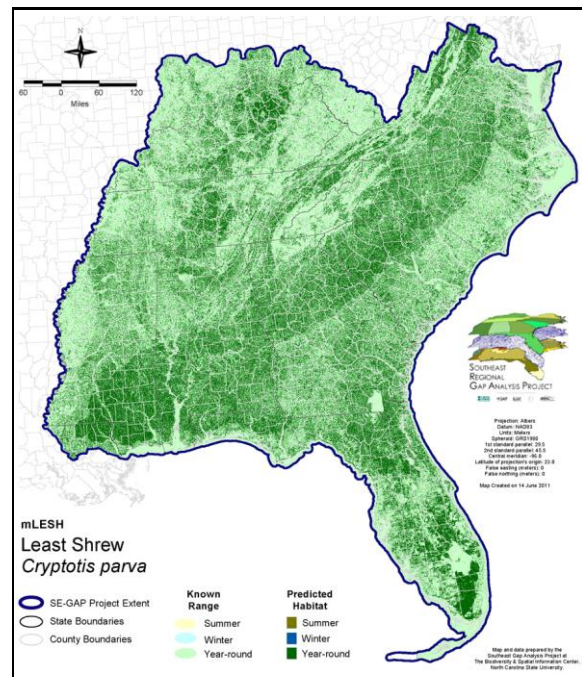 60 0 60 120
Miles
SOUTHEAST
REGIONAL
GAP ANALYSIS PROJECT
Projection: Albers
Datum: NAD83
Units: Meters
Spheroid: GRS1980
1st standard parallel: 29.5
2nd standard parallel: 45.5
Central meridian: -96.0
Latitude of projection's origin: 23.0
False easting (meters): 0
False northing (meters): 0
Map Created on 14 June 2011
mLESH
Least Shrew
Cryptotis parva
SE-GAP Project Extent
State Boundaries
County Boundaries
Known
Range
Summer
Winter
Year-round
Predicted
Habitat
Summer
Winter
Year-round
Map and data prepared by the
Southeast Gap Analysis Project at
The Biodiversity & Spatial Information Center,
North Carolina State University.